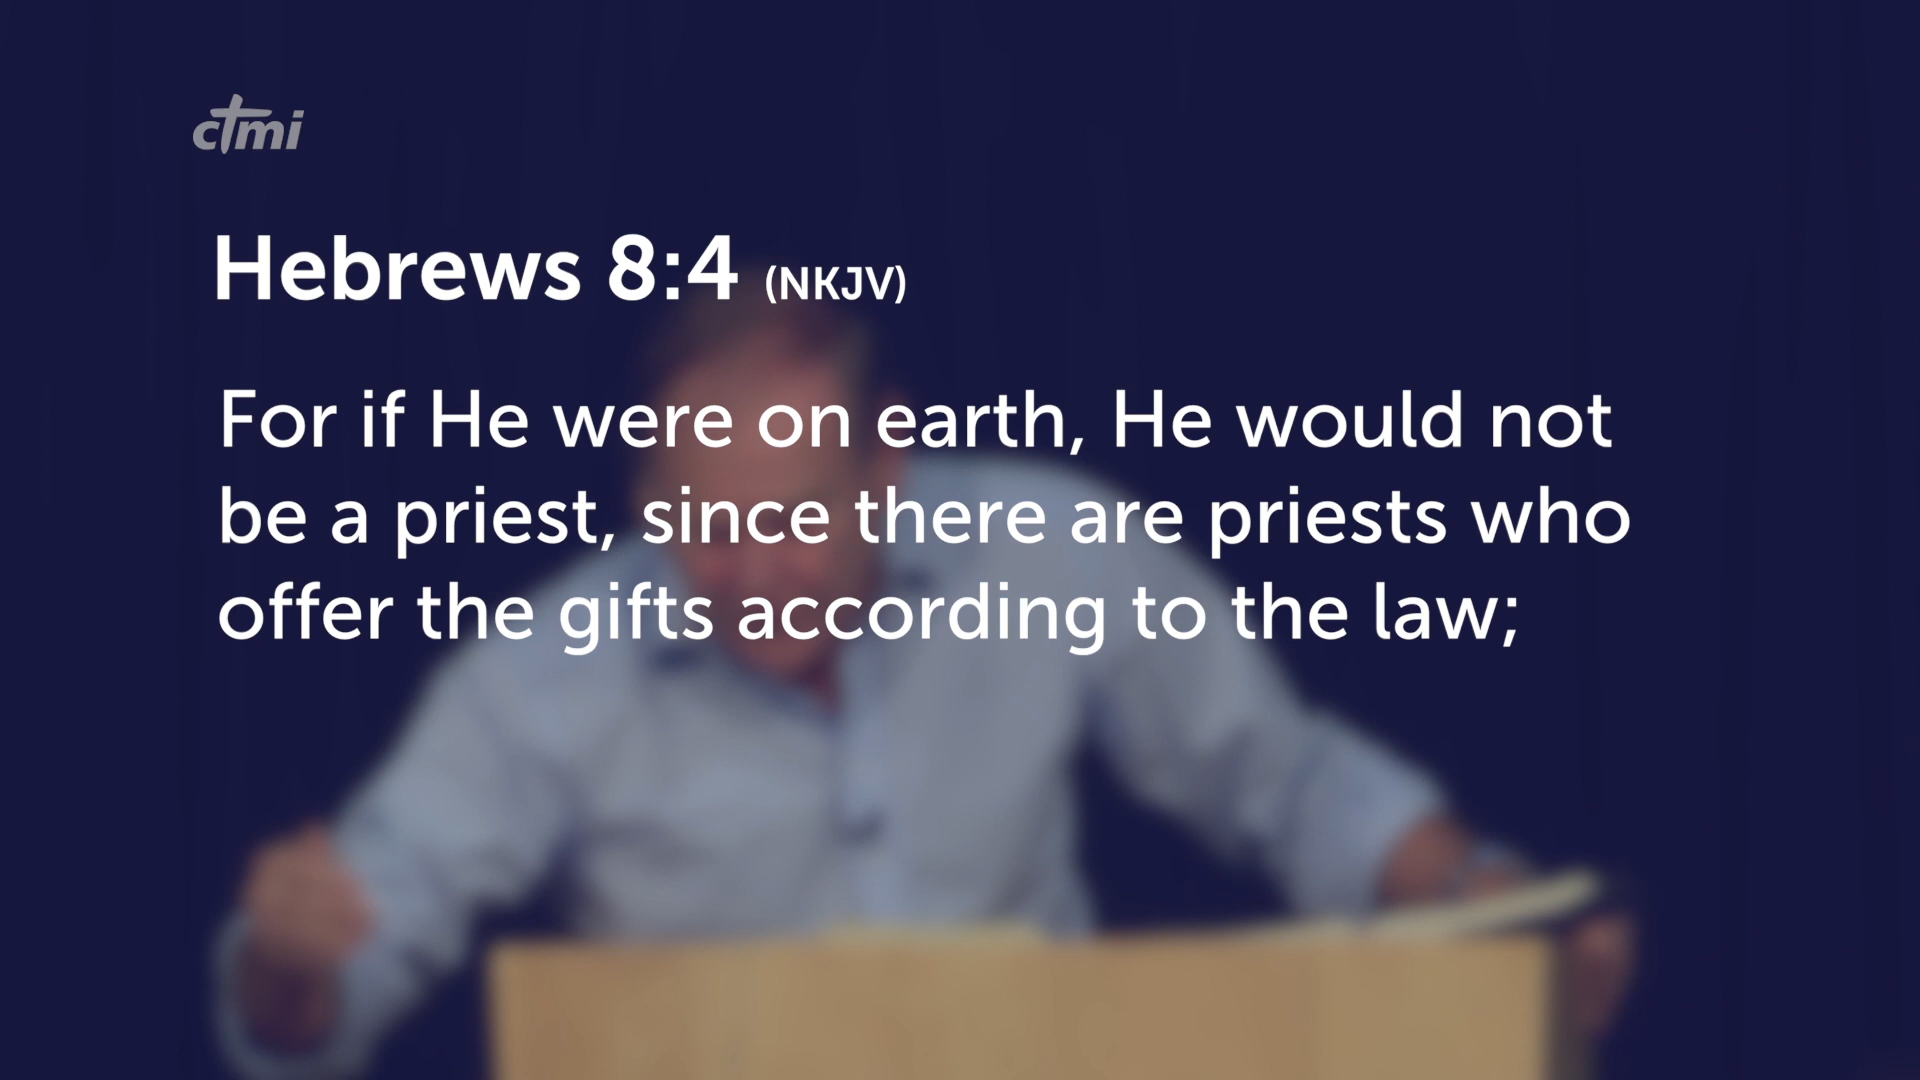 cTmi
Hebrews 8:4 (NKJV)
For if He were on earth, He would not
be a priest, since there are priests who
offer the gifts according to the law;